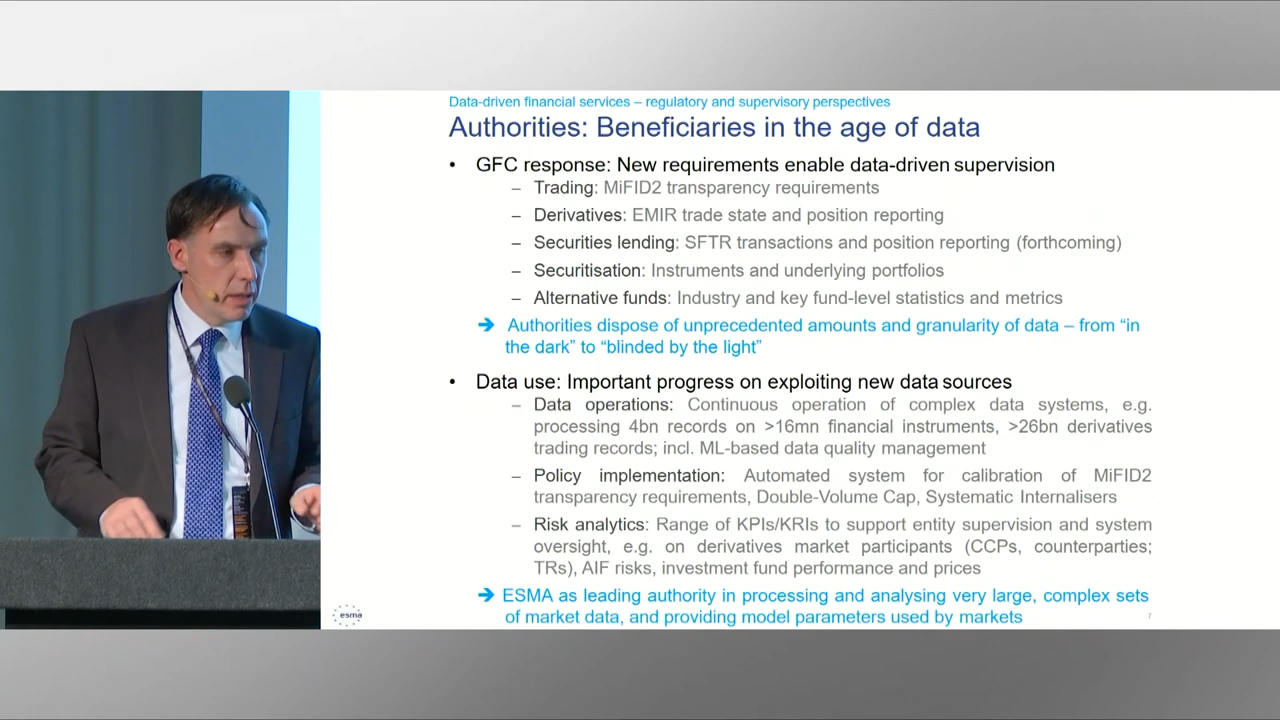 Data-driven financial services – regulatory and supervisory perspectives
Authorities: Beneficiaries in the age of data
• GFC response: New requirements enable data-driven supervision
– Trading: MiFID2 transparency requirements
– Derivatives: EMIR trade state and position reporting
– Securities lending: SFTR transactions and position reporting (forthcoming)
– Securitisation: Instruments and underlying portfolios
– Alternative funds: Industry and key fund-level statistics and metrics
➔ Authorities dispose of unprecedented amounts and granularity of data – from “in
the dark” to “blinded by the light”
• Data use: Important progress on exploiting new data sources
– Data operations: Continuous operation of complex data systems, e.g.
processing 4bn records on >16mn financial instruments, >26bn derivatives
trading records; incl. ML-based data quality management
– Policy implementation: Automated system for calibration of MiFID2
transparency requirements, Double-Volume Cap, Systematic Internalisers
– Risk analytics: Range of KPIs/KRIs to support entity supervision and system
oversight, e.g. on derivatives market participants (CCPs, counterparties;
TRs), AIF risks, investment fund performance and prices
➔ ESMA as leading authority in processing and analysing very large, complex sets
of market data, and providing model parameters used by markets
esma
7